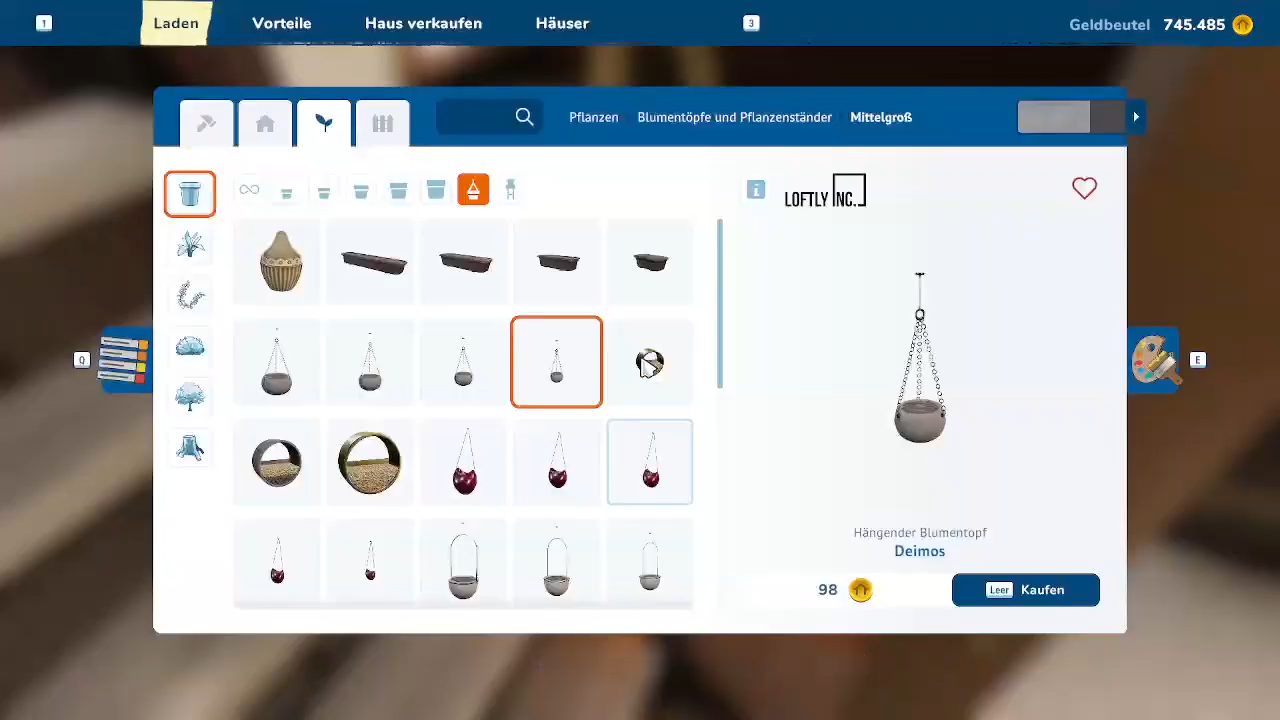 1 Laden Vorteile Haus verkaufen Häuser 3 Geldbeutel 745.485
Pflanzen Blumentöpfe und Pflanzenständer Mittelgroß
LOFTLY INC.
Q
E
Hängender Blumentopf
Deimos
98 Leer Kaufen